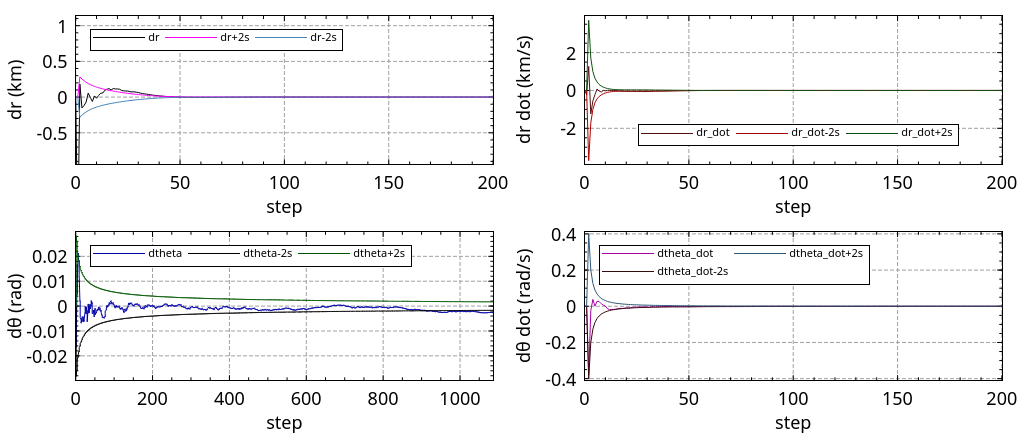 dr dr+2s dr-2s
1
0.5
0
-0.5
dr (km)
0 50 100 150 200
step
2
0
-2
dr dot (km/s)
dr_dot dr_dot-2s dr_dot+2s
0 50 100 150 200
step
dtheta dtheta-2s dtheta+2s
0.02
0.01
0
-0.01
-0.02
dθ (rad)
0 200 400 600 800 1000
step
dtheta_dot dtheta_dot+2s
dtheta_dot-2s
0.4
0.2
0
-0.2
-0.4
dθ dot (rad/s)
0 50 100 150 200
step